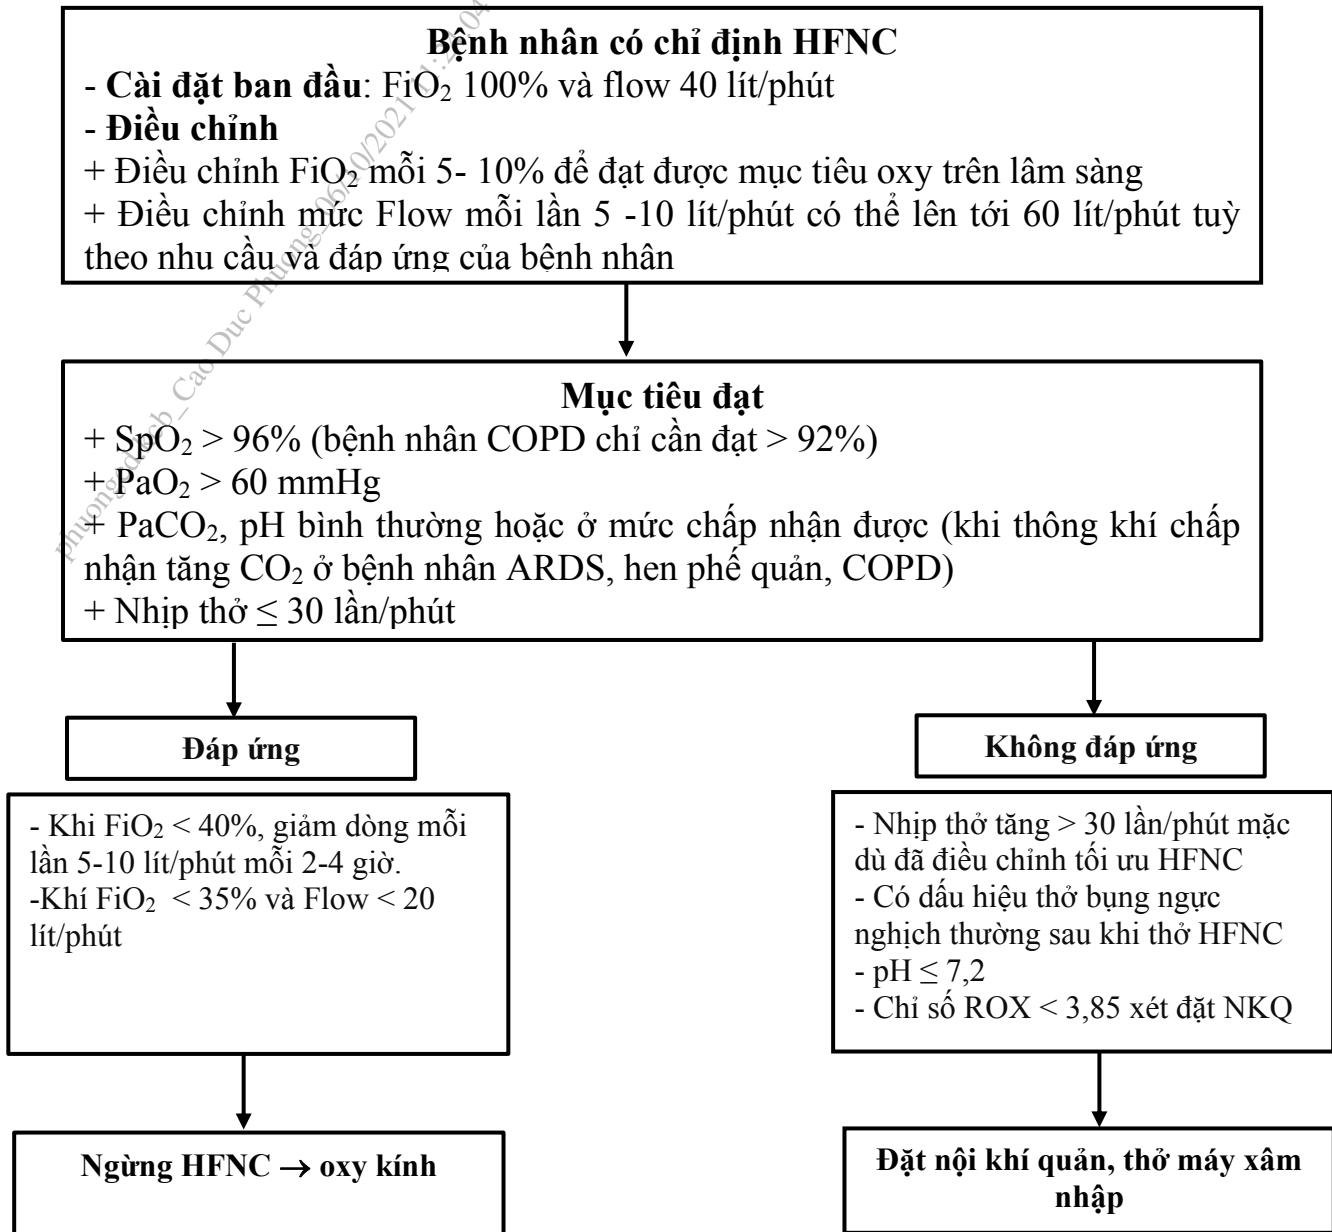 Bệnh nhân có chỉ định HFNC
- Cài đặt ban đầu: FiO₂ 100% và flow 40 lít/phút
- Điều chỉnh
+ Điều chỉnh FiO₂ mỗi 5- 10% để đạt được mục tiêu oxy trên lâm sàng
+ Điều chỉnh mức Flow mỗi lần 5 -10 lít/phút có thể lên tới 60 lít/phút tuỳ
theo nhu cầu và đáp ứng của bệnh nhân
Mục tiêu đạt
+ SpO₂ > 96% (bệnh nhân COPD chỉ cần đạt > 92%)
+ PaO₂ > 60 mmHg
+ PaCO₂, pH bình thường hoặc ở mức chấp nhận được (khi thông khí chấp
nhận tăng CO₂ ở bệnh nhân ARDS, hen phế quản, COPD)
+ Nhịp thở ≤ 30 lần/phút
Đáp ứng
- Khi FiO₂ < 40%, giảm dòng mỗi
lần 5-10 lít/phút mỗi 2-4 giờ.
-Khí FiO₂ < 35% và Flow < 20
lít/phút
Ngừng HFNC → oxy kính
Không đáp ứng
- Nhịp thở tăng > 30 lần/phút mặc
dù đã điều chỉnh tối ưu HFNC
- Có dấu hiệu thở bụng ngực
nghịch thường sau khi thở HFNC
- pH ≤ 7,2
- Chỉ số ROX < 3,85 xét đặt NKQ
Đặt nội khí quản, thở máy xâm
nhập